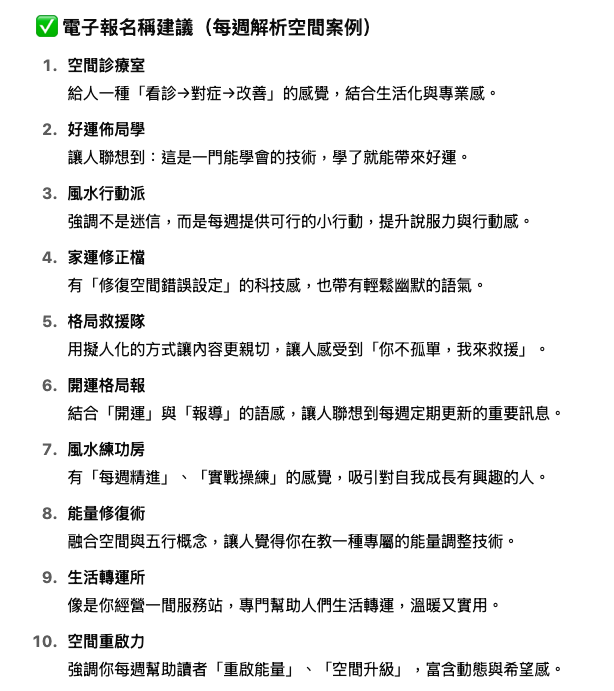 ✅ 電子報名稱建議（每週解析空間案例）
1. 空間診療室
給人一種「看診→對症→改善」的感覺，結合生活化與專業感。
2. 好運佈局學
讓人聯想到：這是一門能學會的技術，學了就能帶來好運。
3. 風水行動派
強調不是迷信，而是每週提供可行的小行動，提升說服力與行動感。
4. 家運修正檔
有「修復空間錯誤設定」的科技感，也帶有輕鬆幽默的語氣。
5. 格局救援隊
用擬人化的方式讓內容更親切，讓人感受到「你不孤單，我來救援」。
6. 開運格局報
結合「開運」與「報導」的語感，讓人聯想到每週定期更新的重要訊息。
7. 風水練功房
有「每週精進」、「實戰操練」的感覺，吸引對自我成長有興趣的人。
8. 能量修復術
融合空間與五行概念，讓人覺得你在教一種專屬的能量調整技術。
9. 生活轉運所
像是你經營一間服務站，專門幫助人們生活轉運，溫暖又實用。
10. 空間重啟力
強調你每週幫助讀者「重啟能量」、「空間升級」，富含動態與希望感。